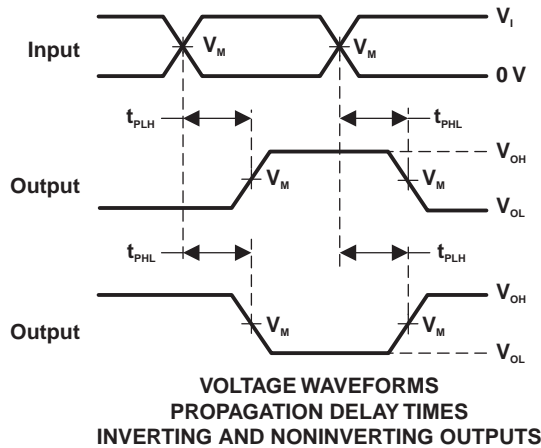 V_I
Input
V_M
V_M
0 V
t_PLH
t_PHL
V_OH
Output
V_M
V_M
V_OL
t_PHL
t_PLH
V_OH
Output
V_M
V_M
V_OL
VOLTAGE WAVEFORMS
PROPAGATION DELAY TIMES
INVERTING AND NONINVERTING OUTPUTS